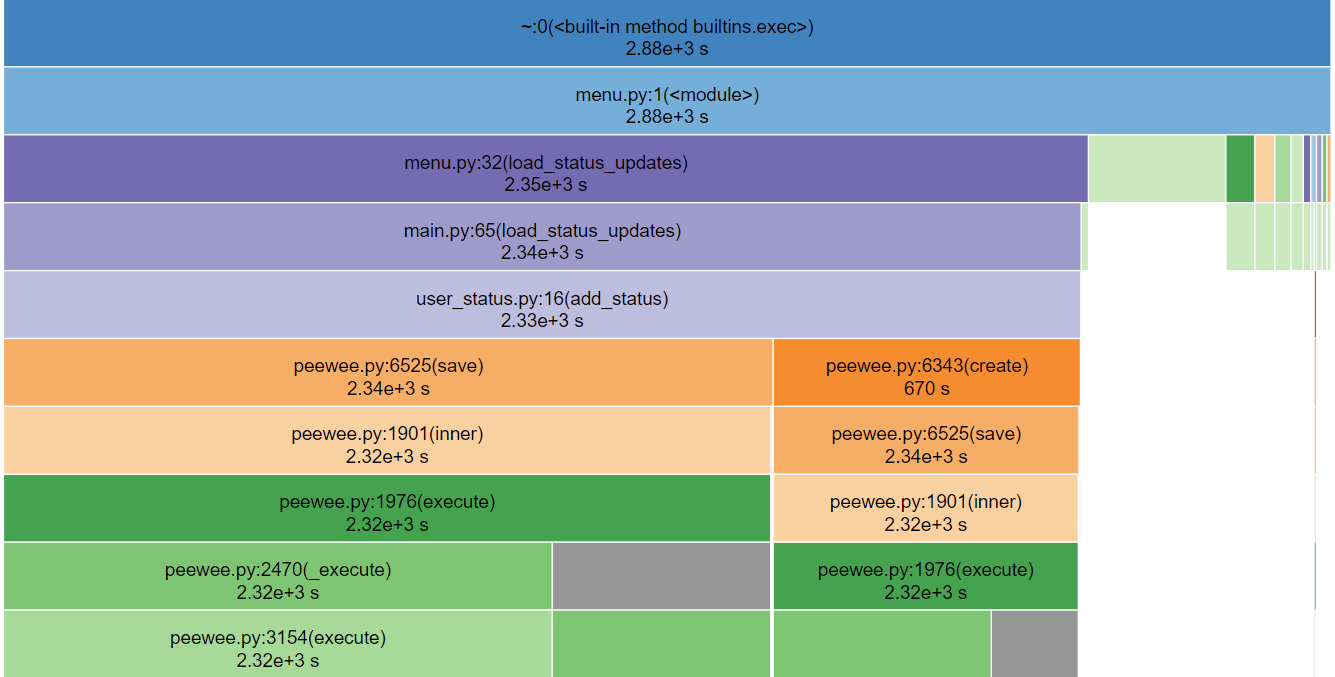 ~:0(<built-in method builtins.exec>)
2.88e+3 s
menu.py:1(<module>)
2.88e+3 s
menu.py:32(load_status_updates)
2.35e+3 s
main.py:65(load_status_updates)
2.34e+3 s
user_status.py:16(add_status)
2.33e+3 s
peewee.py:6525(save)
2.34e+3 s
peewee.py:6343(create)
670 s
peewee.py:1901(inner)
2.32e+3 s
peewee.py:6525(save)
2.34e+3 s
peewee.py:1976(execute)
2.32e+3 s
peewee.py:1901(inner)
2.32e+3 s
peewee.py:2470(_execute)
2.32e+3 s
peewee.py:1976(execute)
2.32e+3 s
peewee.py:3154(execute)
2.32e+3 s